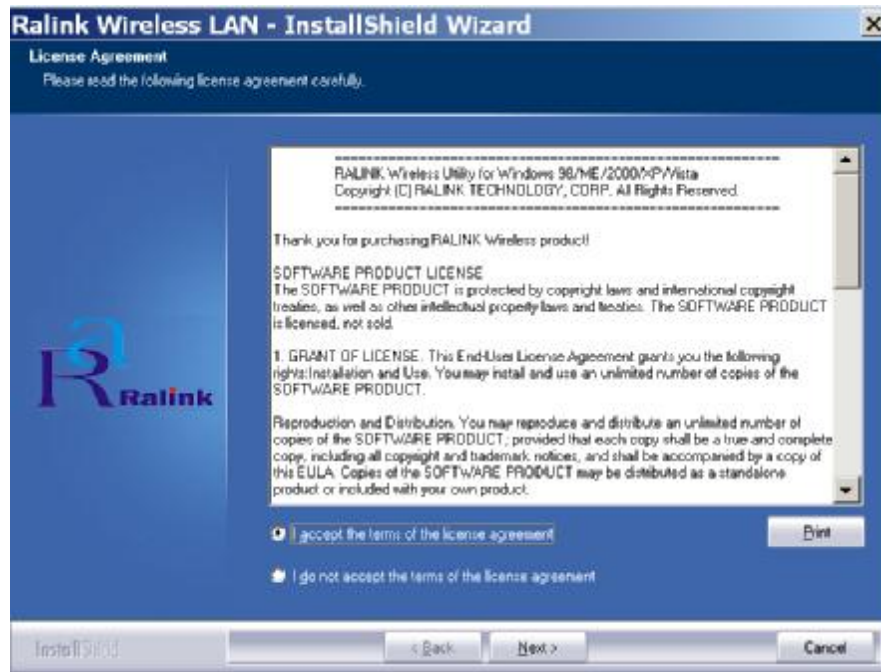 Ralink Wireless LAN - InstallShield Wizard
License Agreement
Please read the following license agreement carefully.
================================================
RALINK Wireless Utility for Windows 98/ME/2000/XP/Vista
Copyright (C) RALINK TECHNOLOGY, CORP. All Rights Reserved.
================================================
Thank you for purchasing RALINK Wireless product!
SOFTWARE PRODUCT LICENSE
The SOFTWARE PRODUCT is protected by copyright laws and international copyright
treaties, as well as other intellectual property laws and treaties. The SOFTWARE PRODUCT
is licensed, not sold.
1. GRANT OF LICENSE. This End-User License Agreement grants you the following
rights:Installation and Use. You may install and use an unlimited number of copies of the
SOFTWARE PRODUCT.
Reproduction and Distribution. You may reproduce and distribute an unlimited number of
copies of the SOFTWARE PRODUCT; provided that each copy shall be a true and complete
copy, including all copyright and trademark notices, and shall be accompanied by a copy of
this EULA. Copies of the SOFTWARE PRODUCT may be distributed as a standalone
product or included with your own product.
Ra
Ralink
I accept the terms of the license agreement
Print
I do not accept the terms of the license agreement
InstallShield
< Back Next > Cancel